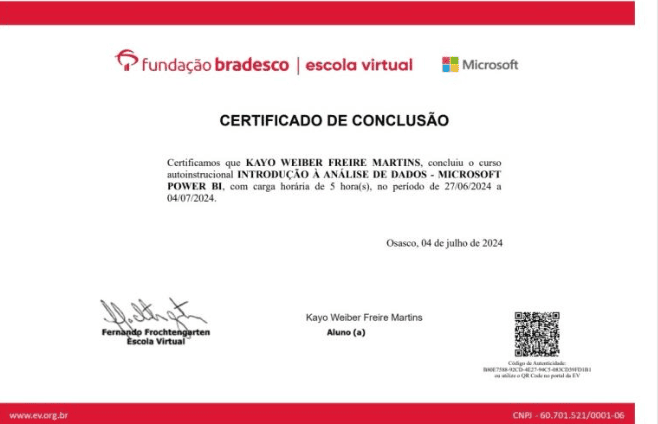 fundação bradesco | escola virtual
Microsoft
CERTIFICADO DE CONCLUSÃO
Certificamos que KAYO WEIBER FREIRE MARTINS, concluiu o curso
autoinstrucional INTRODUÇÃO À ANÁLISE DE DADOS - MICROSOFT
POWER BI, com carga horária de 5 hora(s), no período de 27/06/2024 a
04/07/2024.
Osasco, 04 de julho de 2024
Fernando Frochtengarten
Escola Virtual
Kayo Weiber Freire Martins
Aluno (a)
Código de Autenticidade:
ou utilize o QR Code no portal da EV
www.ev.org.br
CNPJ - 60.701.521/0001-06